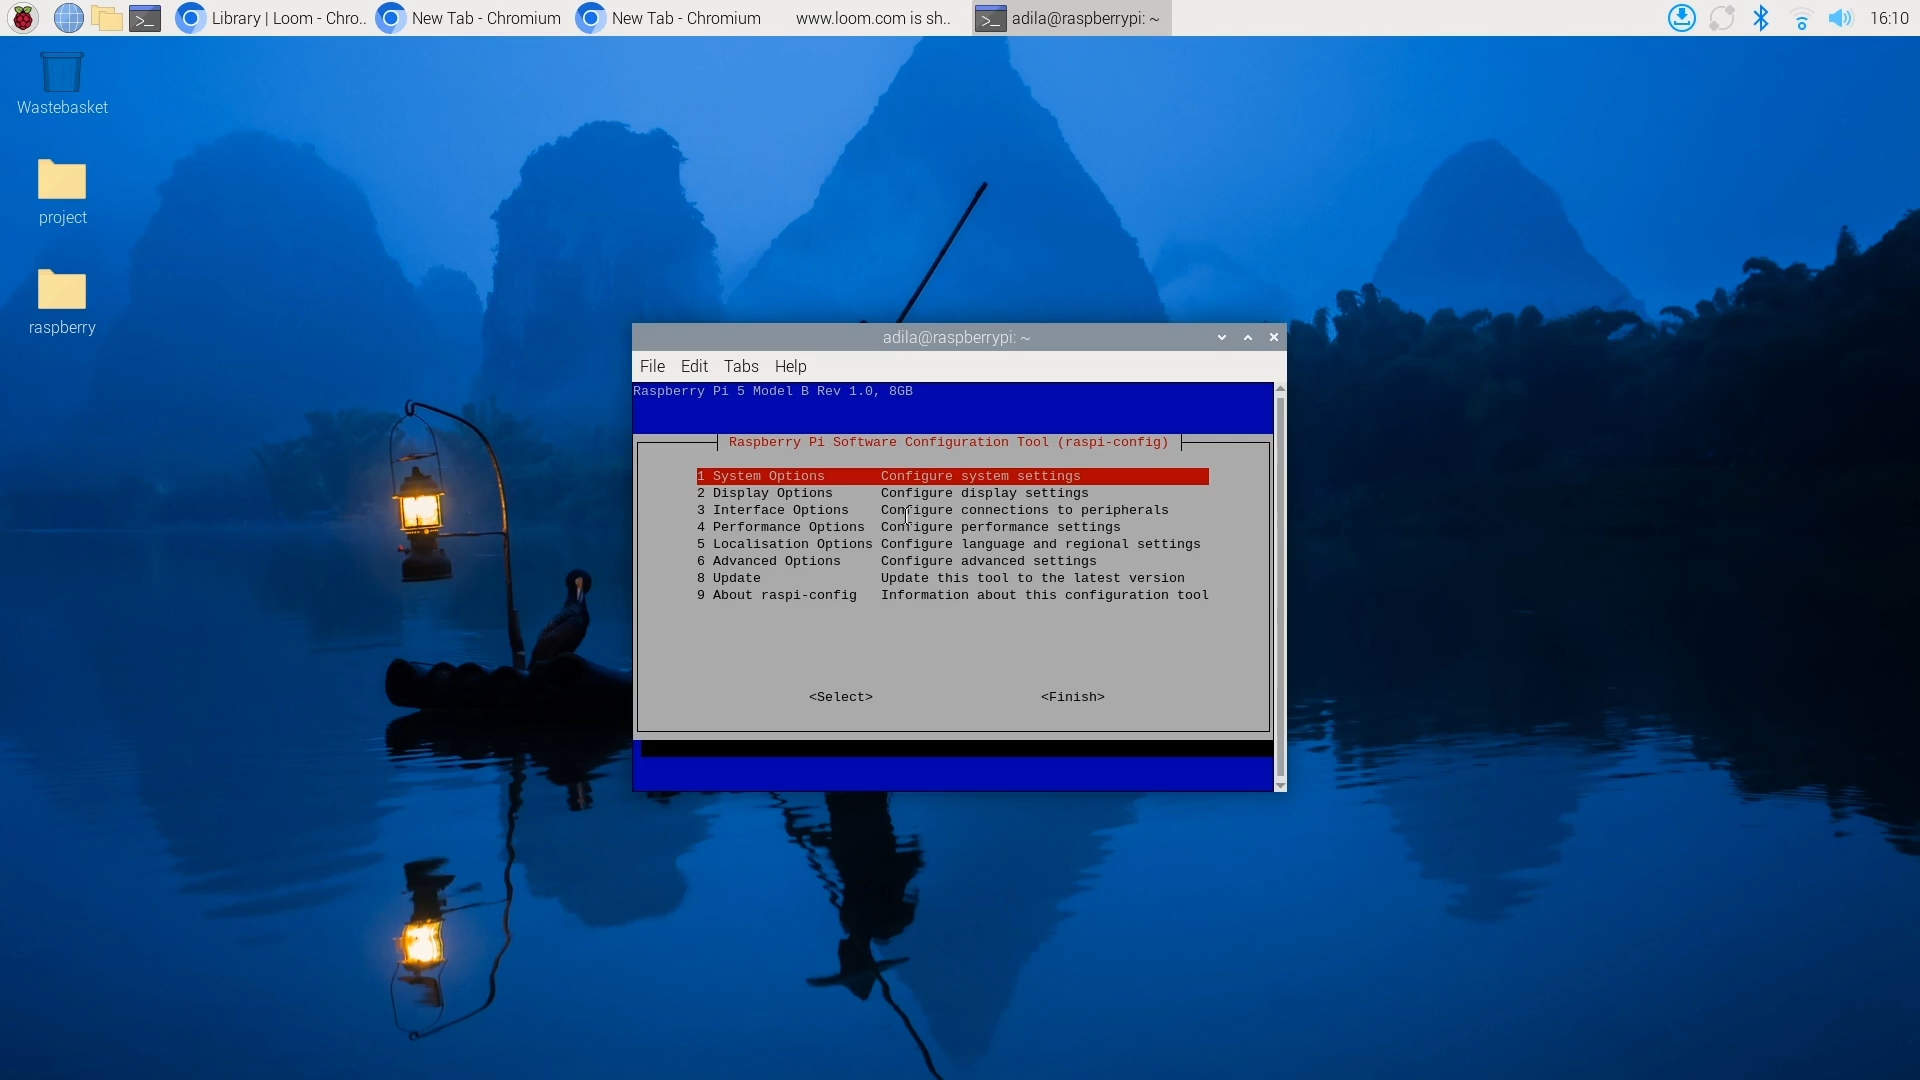 Library | Loom - Chro..
New Tab - Chromium
New Tab - Chromium
www.loom.com is sh..
adila@raspberrypi: ~
16:10
Wastebasket
project
raspberry
adila@raspberrypi: ~
File Edit Tabs Help
Raspberry Pi 5 Model B Rev 1.0, 8GB
Raspberry Pi Software Configuration Tool (raspi-config)
1 System Options Configure system settings
2 Display Options Configure display settings
3 Interface Options Configure connections to peripherals
4 Performance Options Configure performance settings
5 Localisation Options Configure language and regional settings
6 Advanced Options Configure advanced settings
8 Update Update this tool to the latest version
9 About raspi-config Information about this configuration tool
<Select> <Finish>